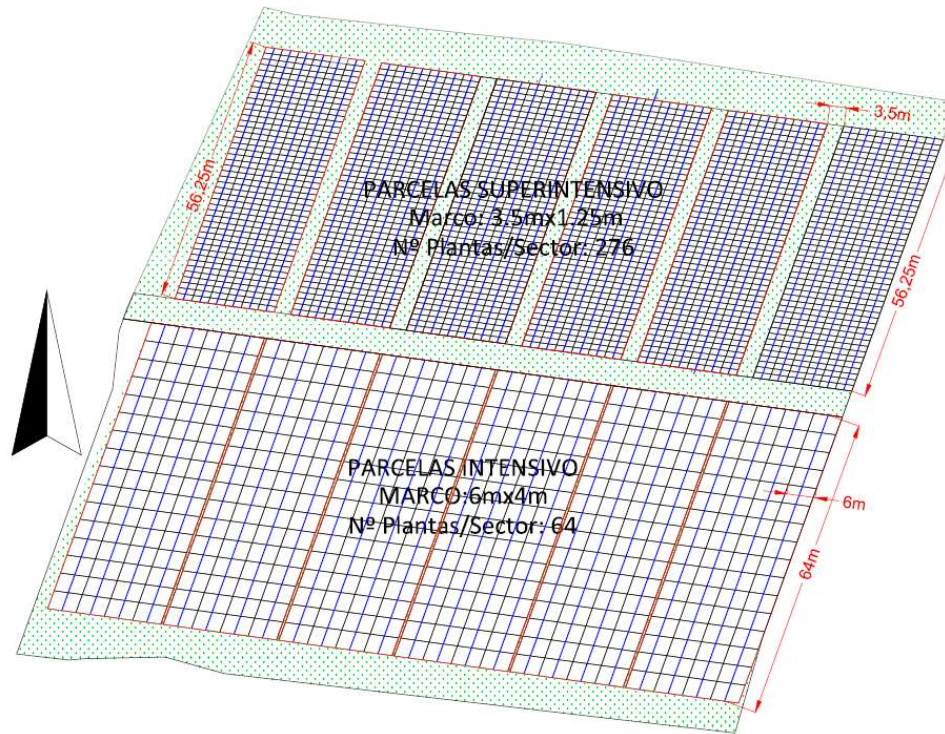 3,5m
56,25m
PARCELAS SUPERINTENSIVO
Marco: 3.5mx1.25m
Nº Plantas/Sector: 276
56,25m
PARCELAS INTENSIVO
MARCO:6mx4m
Nº Plantas/Sector: 64
6m
64m